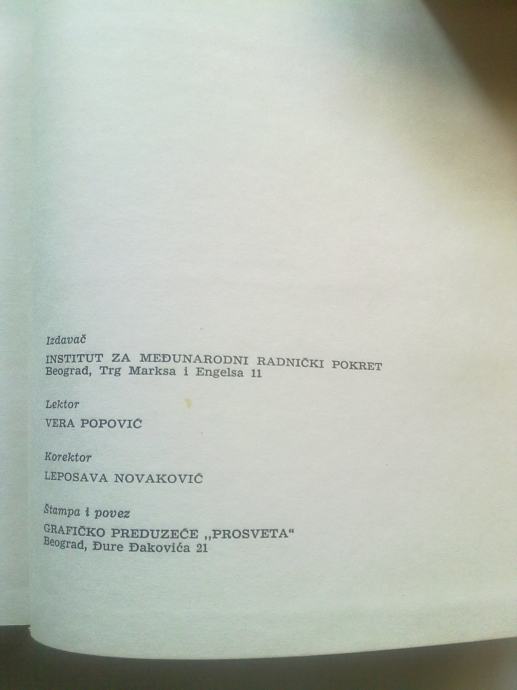 Izdavač
INSTITUT ZA MEĐUNARODNI RADNIČKI POKRET
Beograd, Trg Marksa i Engelsa 11
Lektor
VERA POPOVIĆ
Korektor
LEPOSAVA NOVAKOVIĆ
Štampa i povez
GRAFIČKO PREDUZEĆE ,,PROSVETA“
Beograd, Đure Đakovića 21